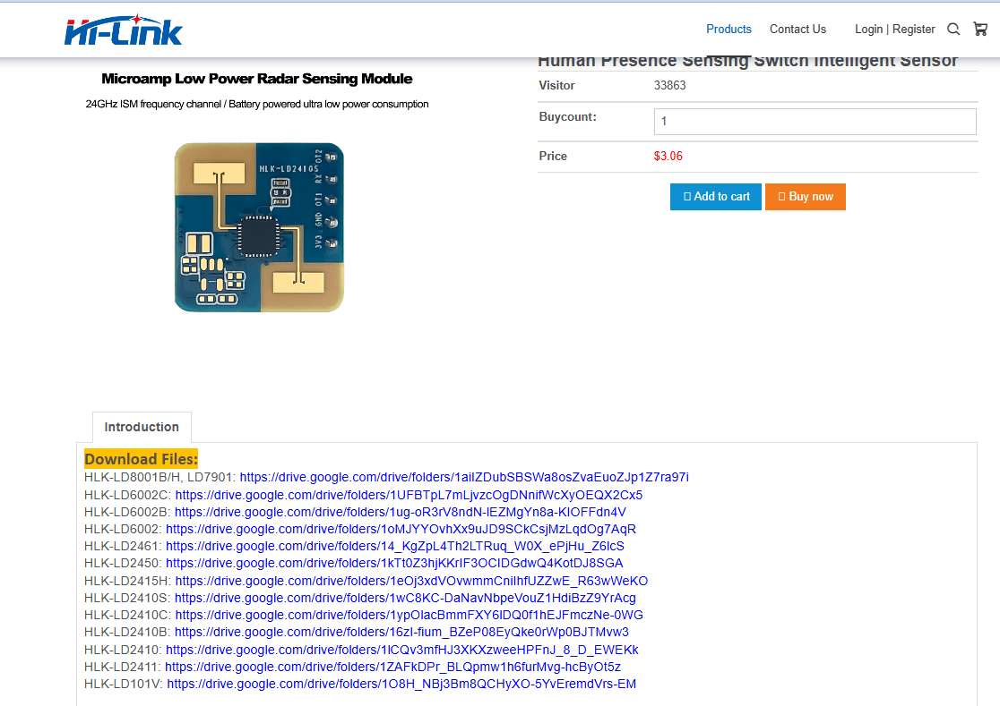 Hi-Link
Products
Contact Us
Login | Register
Human Presence Sensing Switch Intelligent Sensor
Microamp Low Power Radar Sensing Module
24GHz ISM frequency channel / Battery powered ultra low power consumption
HLK-LD2410S
OT2
RX
OT1
GND
3V3
Visitor 33863
Buycount: 1
Price $3.06
Add to cart
Buy now
Introduction
Download Files:
HLK-LD8001B/H, LD7901: https://drive.google.com/drive/folders/1ailZDubSBSWa8osZvaEuoZJp1Z7ra97i
HLK-LD6002C: https://drive.google.com/drive/folders/1UFBTpL7mLjvzcOgDNnifWcXyOEQX2Cx5
HLK-LD6002B: https://drive.google.com/drive/folders/1ug-oR3rV8ndN-lEZMgYn8a-KIOFFdn4V
HLK-LD6002: https://drive.google.com/drive/folders/1oMJYYOvhXx9uJD9SCkCsjMzLqdOg7AqR
HLK-LD2461: https://drive.google.com/drive/folders/14_KgZpL4Th2LTRuq_W0X_ePjHu_Z6lcS
HLK-LD2450: https://drive.google.com/drive/folders/1kTt0Z3hjKKrIF3OCIDGdwQ4KotDJ8SGA
HLK-LD2415H: https://drive.google.com/drive/folders/1eOj3xdVOvwmmCniIhfUZZwE_R63wWeKO
HLK-LD2410S: https://drive.google.com/drive/folders/1wC8KC-DaNavNbpeVouZ1HdiBzZ9YrAcg
HLK-LD2410C: https://drive.google.com/drive/folders/1ypOlacBmmFXY6lDQ0f1hEJFmczNe-0WG
HLK-LD2410B: https://drive.google.com/drive/folders/16zI-fium_BZeP08EyQke0rWp0BJTMvw3
HLK-LD2410: https://drive.google.com/drive/folders/1ICQv3mfHJ3XKXzweeHPFnJ_8_D_EWEKk
HLK-LD2411: https://drive.google.com/drive/folders/1ZAFkDPr_BLQpmw1h6furMvg-hcByOt5z
HLK-LD101V: https://drive.google.com/drive/folders/1O8H_NBj3Bm8QCHyXO-5YvEremdVrs-EM